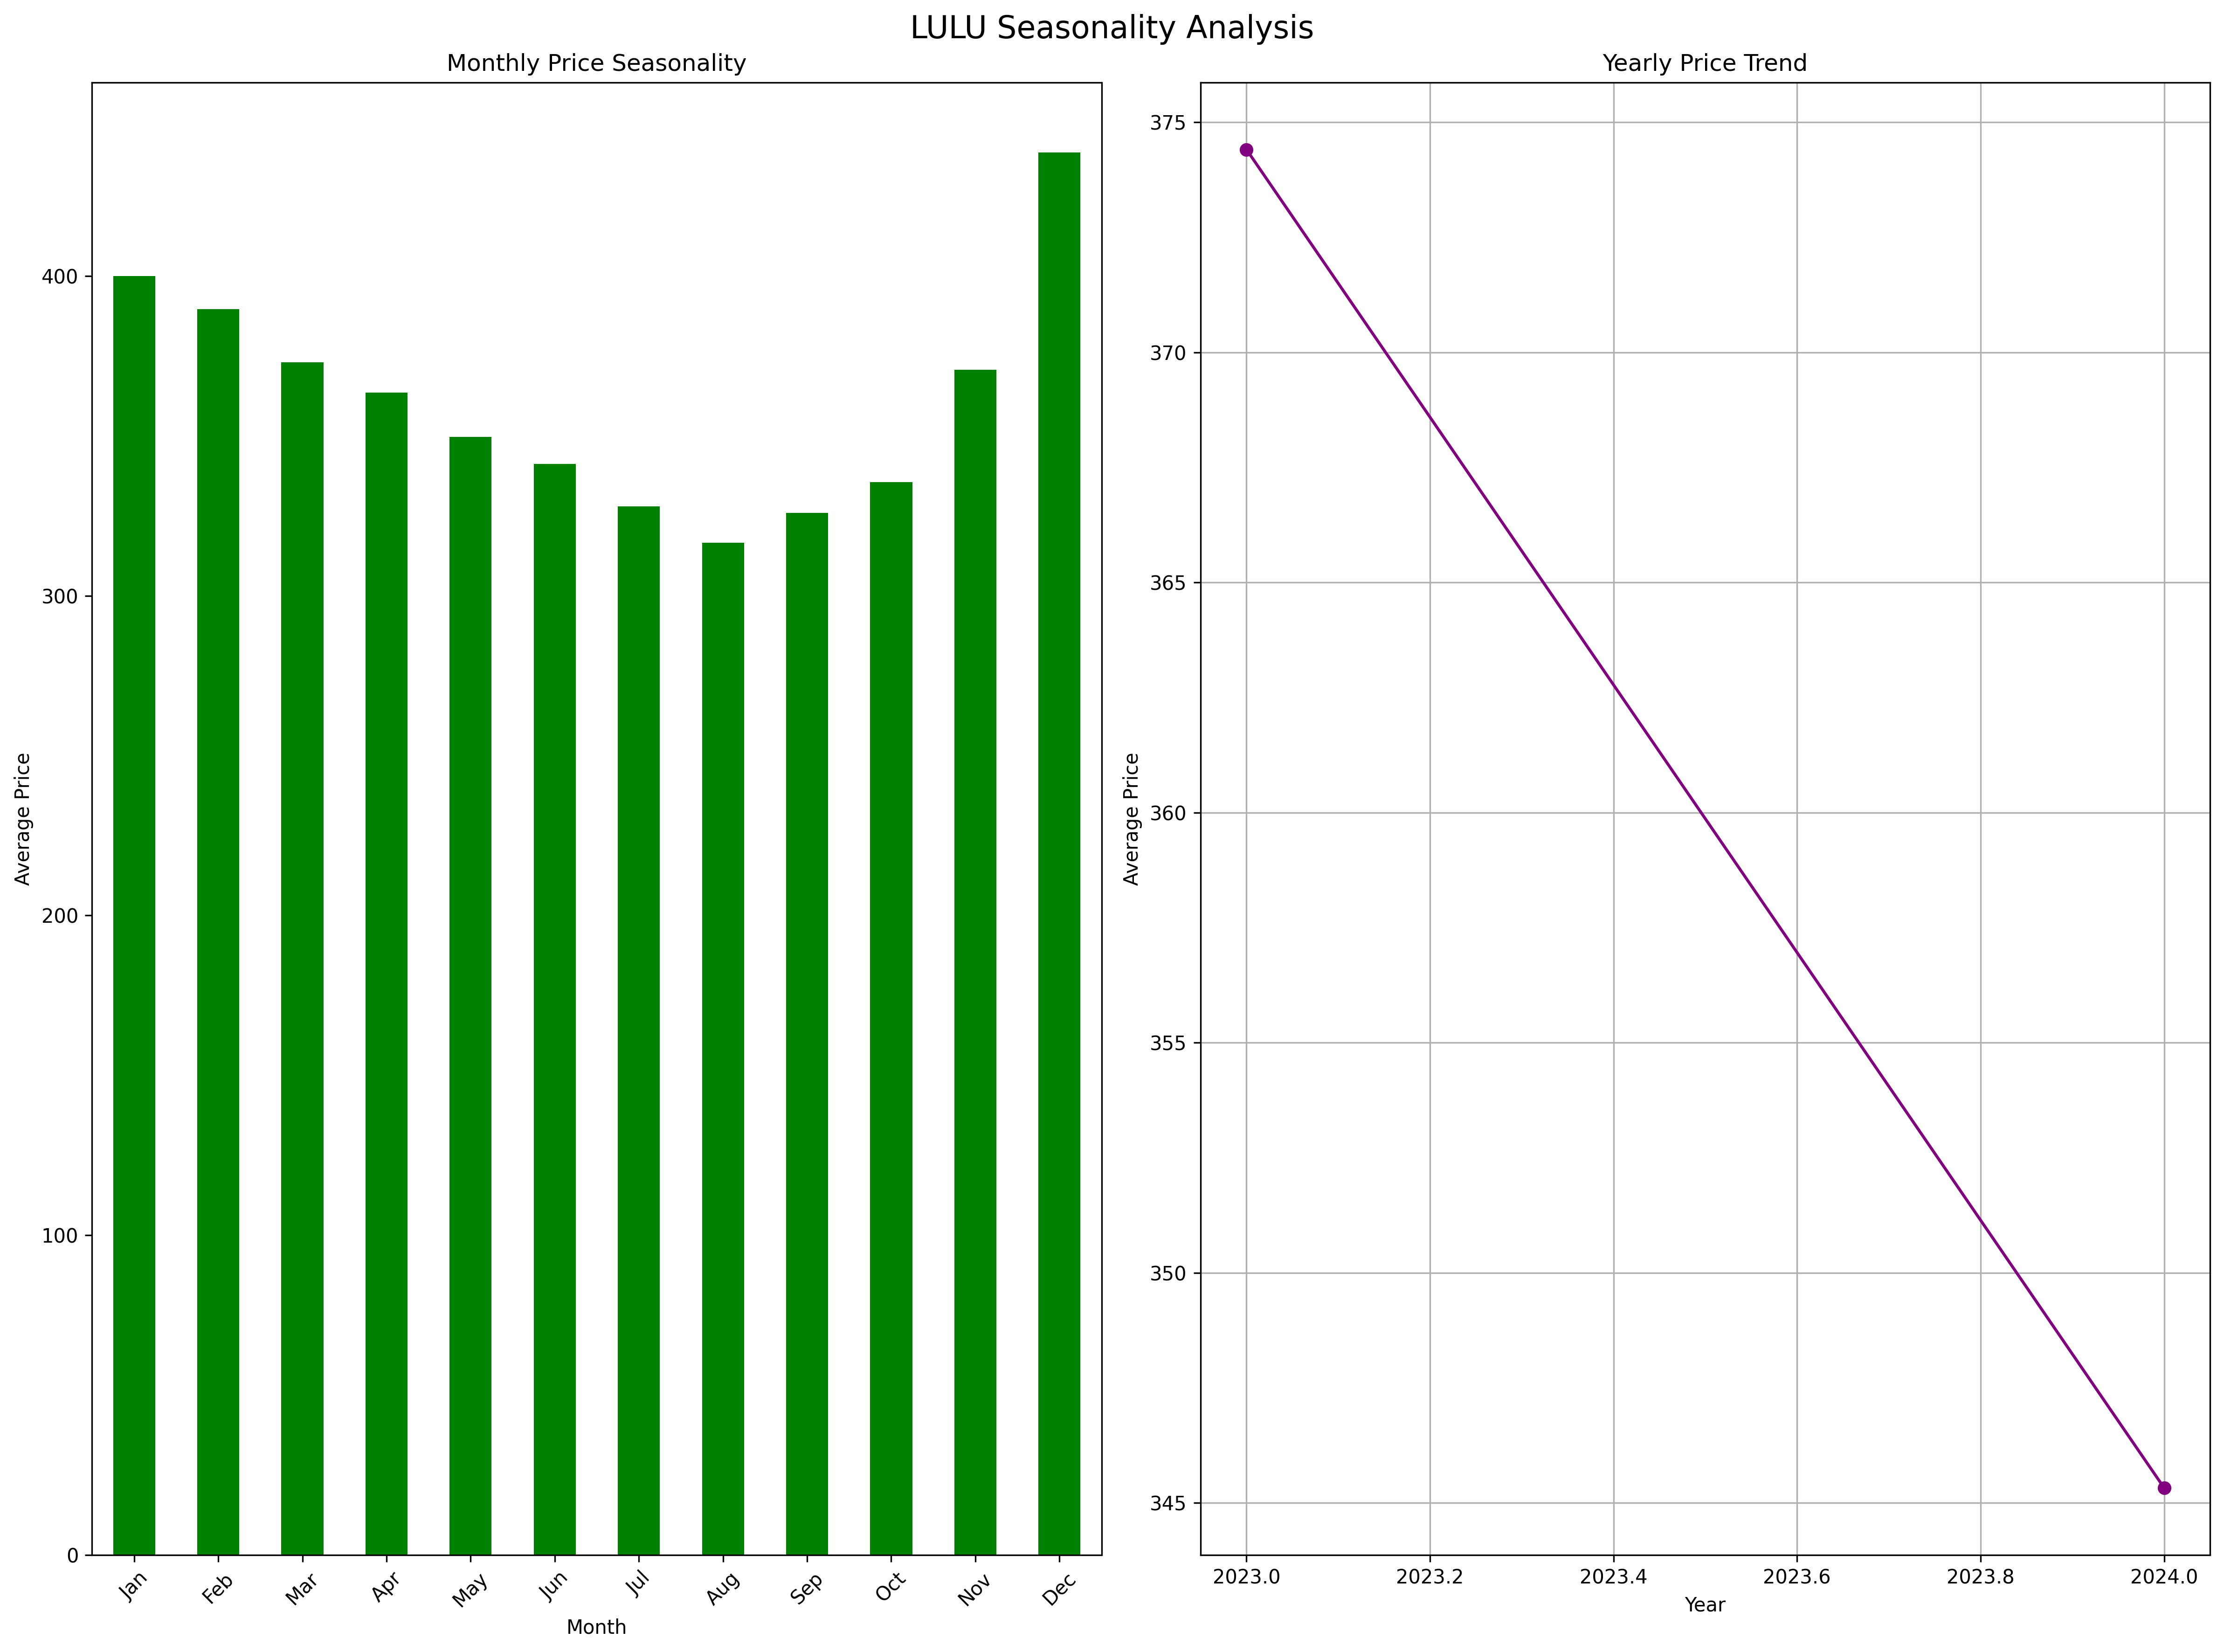 LULU Seasonality Analysis
Monthly Price Seasonality
Average Price
400
300
200
100
0
Jan
Feb
Mar
Apr
May
Jun
Jul
Aug
Sep
Oct
Nov
Dec
Month
Yearly Price Trend
Average Price
375
370
365
360
355
350
345
2023.0
2023.2
2023.4
2023.6
2023.8
2024.0
Year